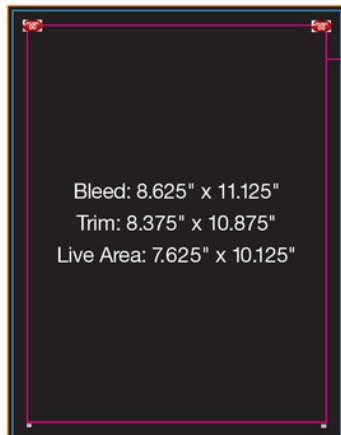 Bleed: 8.625" x 11.125"
Trim: 8.375" x 10.875"
Live Area: 7.625" x 10.125"